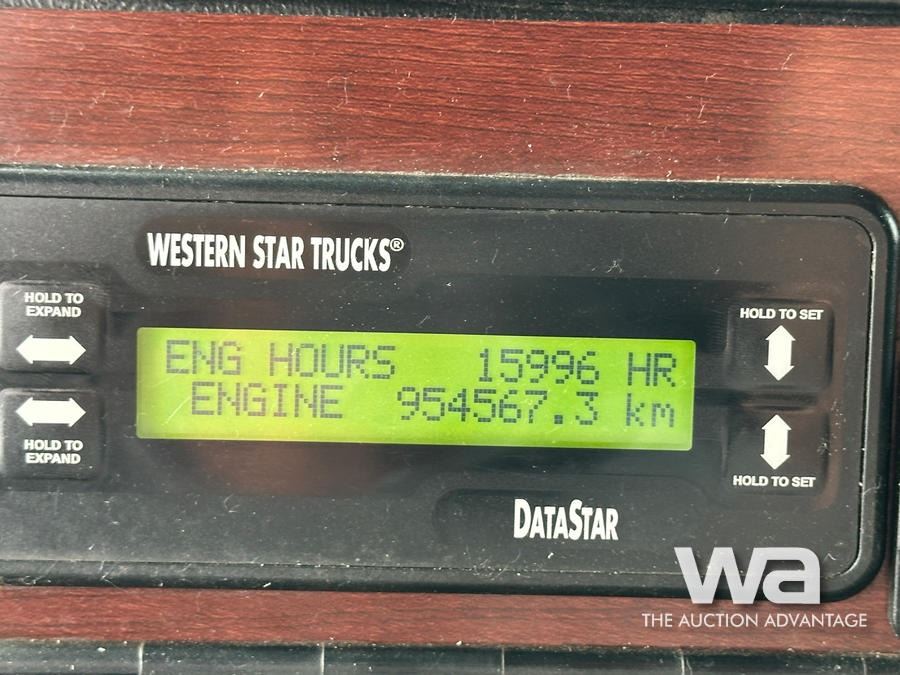 WESTERN STAR TRUCKS®
HOLD TO
EXPAND
HOLD TO SET
ENG HOURS 15996 HR
ENGINE 954567.3 km
HOLD TO
EXPAND
HOLD TO SET
DATASTAR
wa
THE AUCTION ADVANTAGE